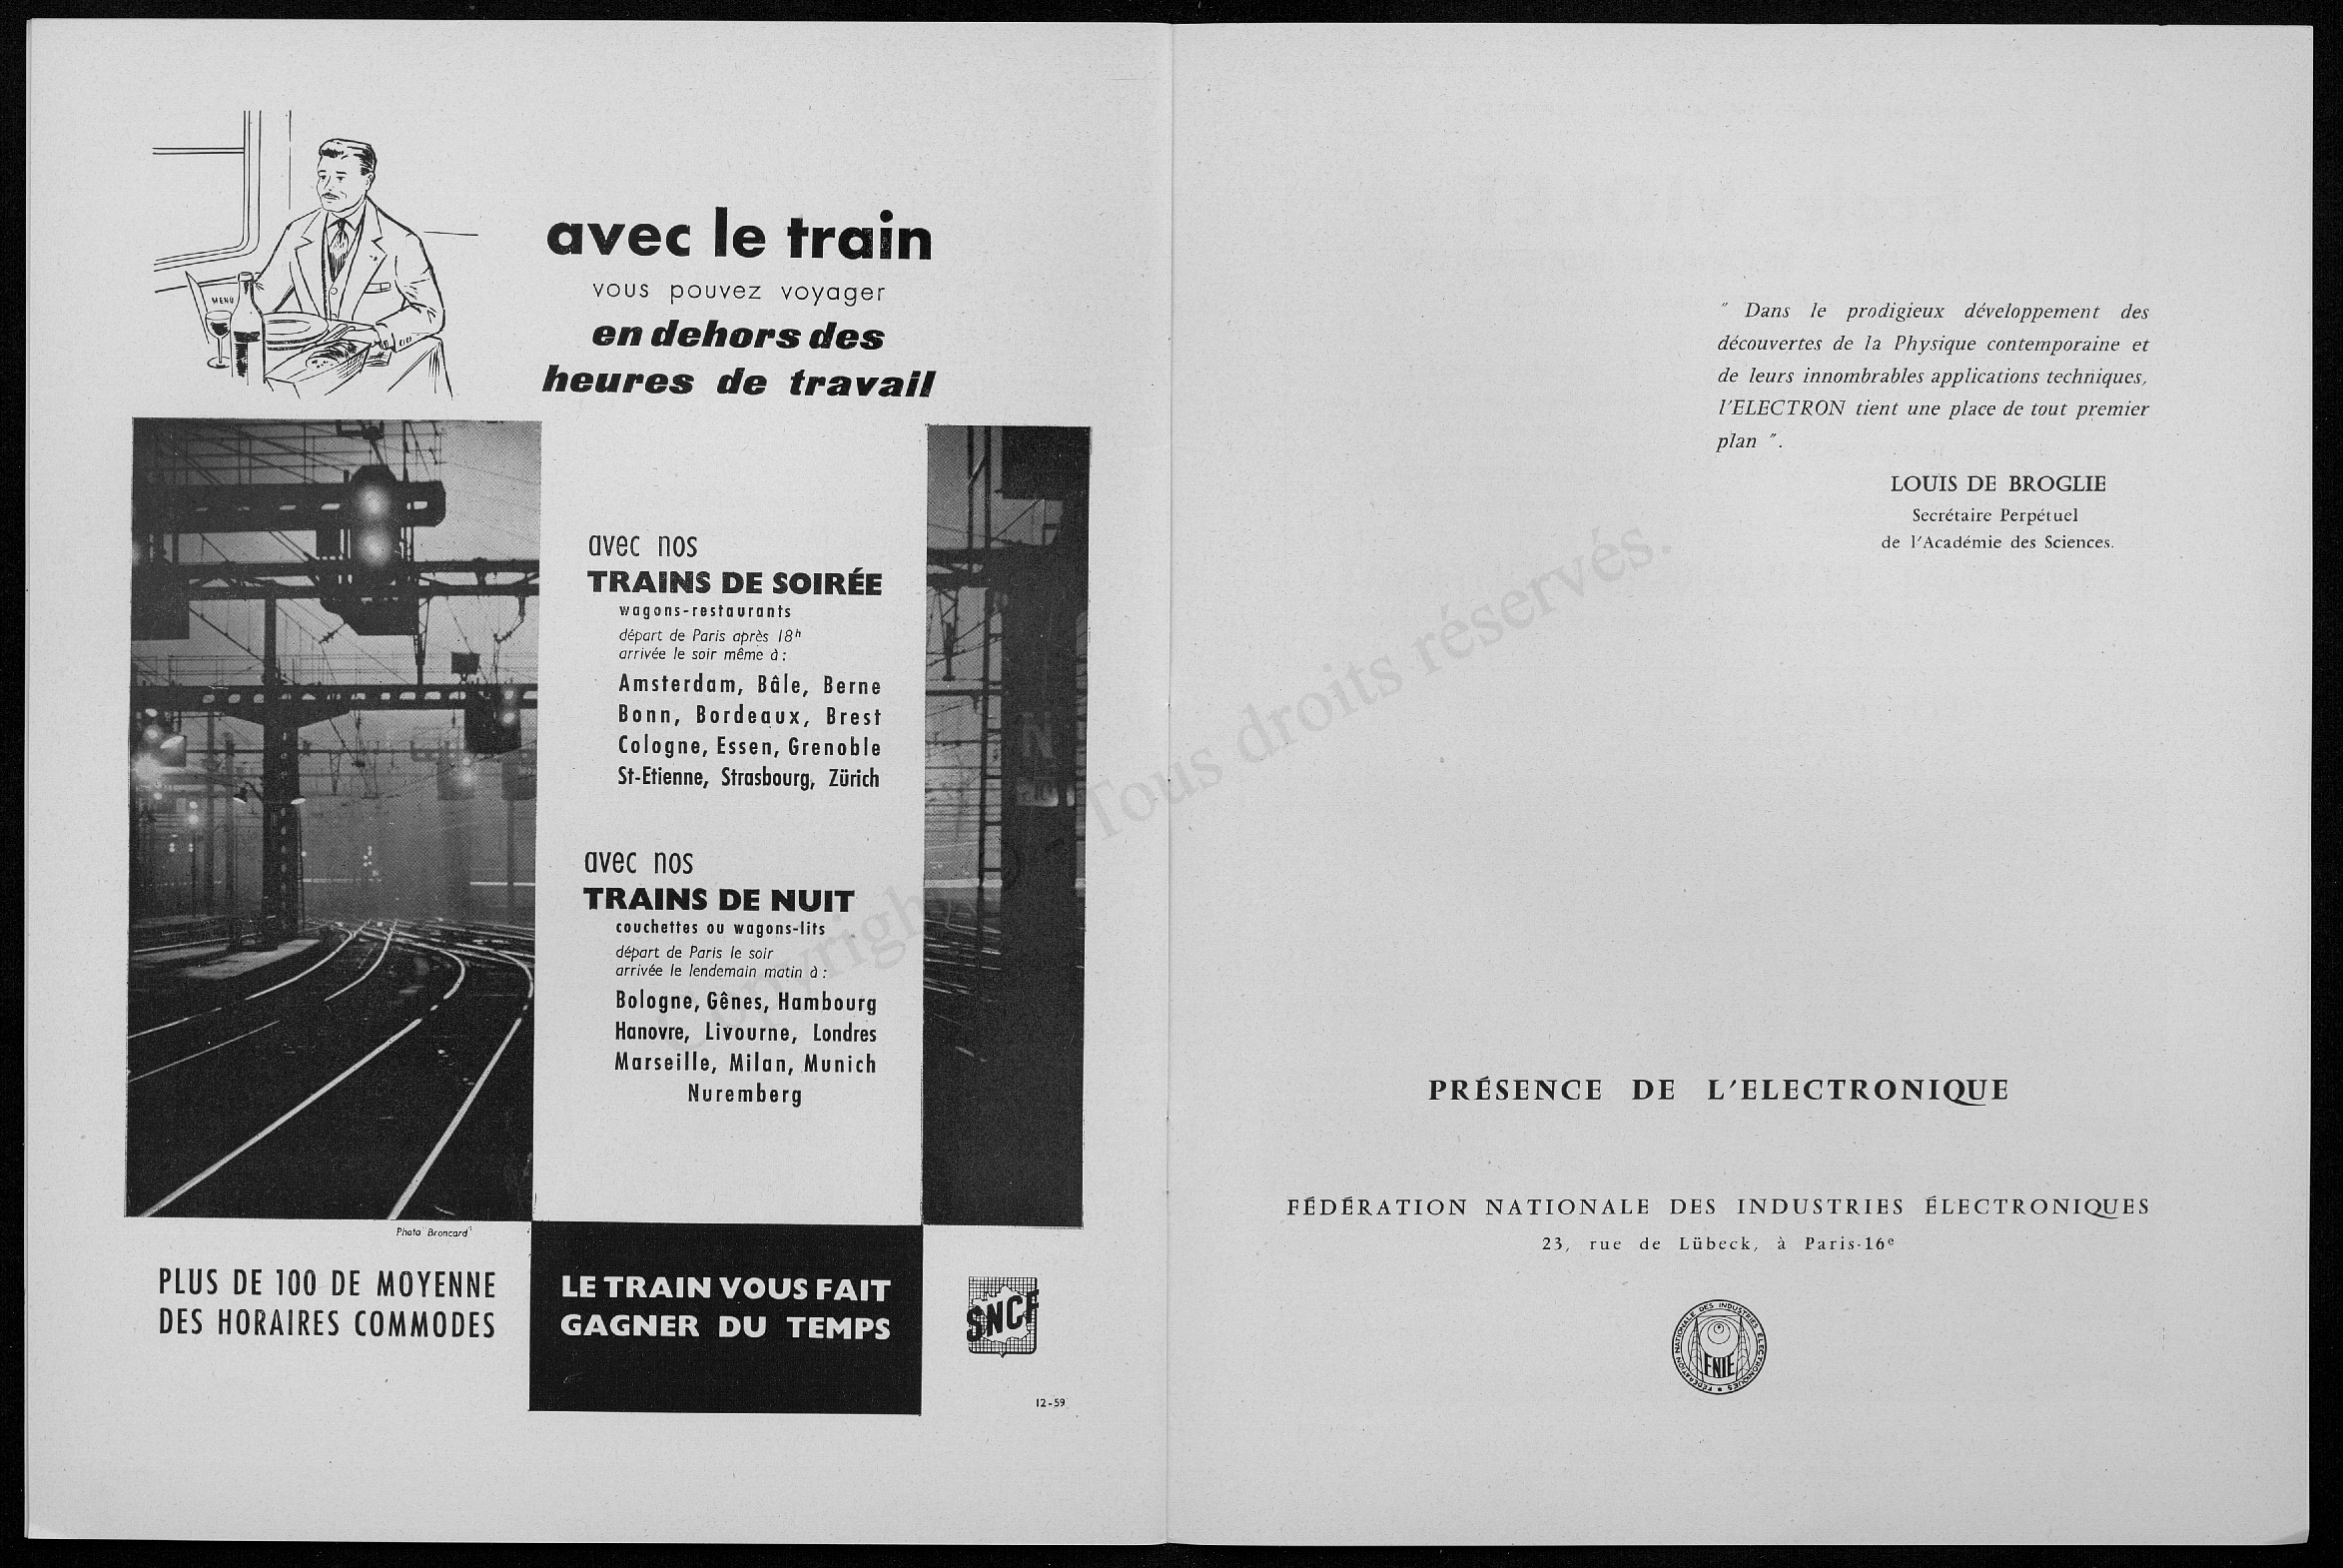 MENU
avec le train
vous pouvez voyager
en dehors des
heures de travail
avec nos
TRAINS DE SOIRÉE
wagons-restaurants
départ de Paris après 18h
arrivée le soir même à :
Amsterdam, Bâle, Berne
Bonn, Bordeaux, Brest
Cologne, Essen, Grenoble
St-Etienne, Strasbourg, Zürich
avec nos
TRAINS DE NUIT
couchettes ou wagons-lits
départ de Paris le soir
arrivée le lendemain matin à :
Bologne, Gênes, Hambourg
Hanovre, Livourne, Londres
Marseille, Milan, Munich
Nuremberg
Photo Broncard
PLUS DE 100 DE MOYENNE
DES HORAIRES COMMODES
LE TRAIN VOUS FAIT
GAGNER DU TEMPS
SNCF
12-59
" Dans le prodigieux développement des
découvertes de la Physique contemporaine et
de leurs innombrables applications techniques,
l'ELECTRON tient une place de tout premier
plan ".
LOUIS DE BROGLIE
Secrétaire Perpétuel
de l'Académie des Sciences.
PRÉSENCE DE L'ELECTRONIQUE
FÉDÉRATION NATIONALE DES INDUSTRIES ÉLECTRONIQUES
23, rue de Lübeck, à Paris-16e
FÉDÉRATION NATIONALE DES INDUSTRIES ÉLECTRONIQUES
FNIE
Copyright © - Tous droits réservés.